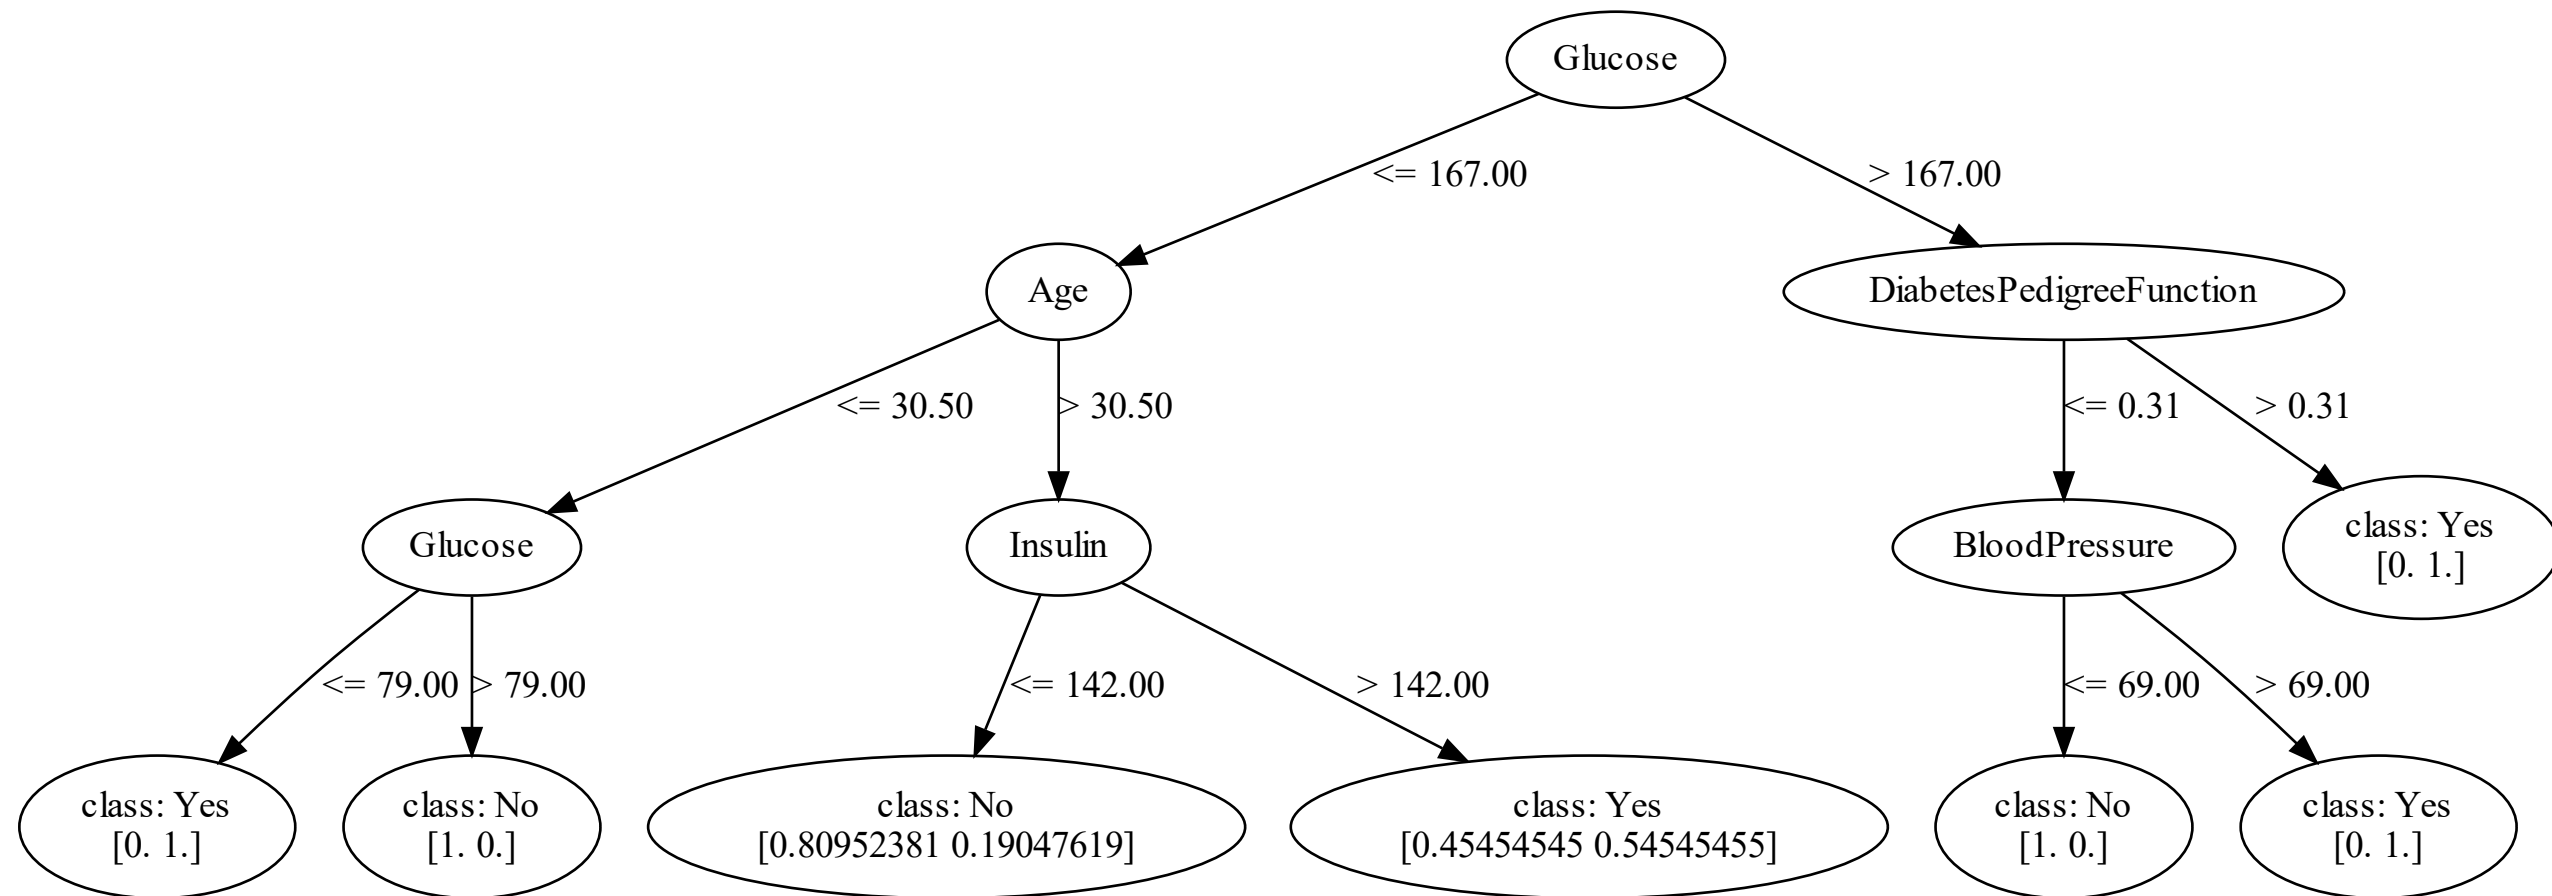 Glucose
<= 167.00
> 167.00
Age
DiabetesPedigreeFunction
<= 30.50
> 30.50
<= 0.31
> 0.31
Glucose
Insulin
BloodPressure
class: Yes
[0. 1.]
<= 79.00
> 79.00
<= 142.00
> 142.00
<= 69.00
> 69.00
class: Yes
[0. 1.]
class: No
[1. 0.]
class: No
[0.80952381 0.19047619]
class: Yes
[0.45454545 0.54545455]
class: No
[1. 0.]
class: Yes
[0. 1.]